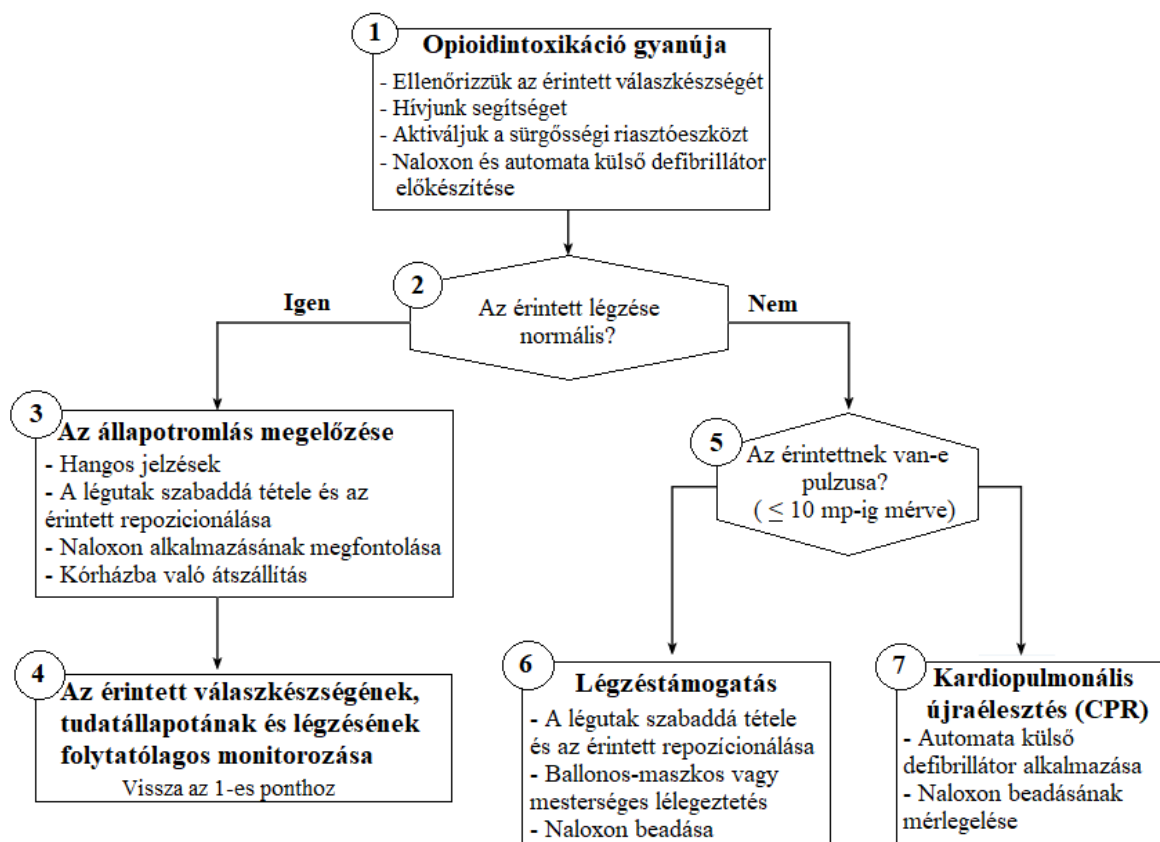 1
Opioidintoxikáció gyanúja
- Ellenőrizzük az érintett válaszkészségét
- Hívjunk segítséget
- Aktiváljuk a sürgősségi riasztóeszközt
- Naloxon és automata külső defibrillátor
előkészítése
2
Az érintett légzése
normális?
Igen
Nem
3
Az állapotromlás megelőzése
- Hangos jelzések
- A légutak szabaddá tétele és az
érintett repozicionálása
- Naloxon alkalmazásának megfontolása
- Kórházba való átszállítás
4
Az érintett válaszkészségének,
tudatállapotának és légzésének
folytatólagos monitorozása
Vissza az 1-es ponthoz
5
Az érintettnek van-e
pulzusa?
( ≤ 10 mp-ig mérve)
6
Légzéstámogatás
- A légutak szabaddá tétele
és az érintett repozícionálása
- Ballonos-maszkos vagy
mesterséges lélegeztetés
- Naloxon beadása
7
Kardiopulmonális
újraélesztés (CPR)
- Automata külső
defibrillátor alkalmazása
- Naloxon beadásának
mérlegelése